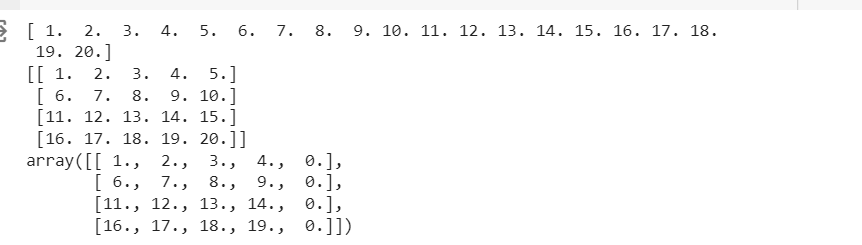 [ 1.  2.  3.  4.  5.  6.  7.  8.  9. 10. 11. 12. 13. 14. 15. 16. 17. 18.
 19. 20.]
[[ 1.  2.  3.  4.  5.]
 [ 6.  7.  8.  9. 10.]
 [11. 12. 13. 14. 15.]
 [16. 17. 18. 19. 20.]]
array([[ 1.,  2.,  3.,  4.,  0.],
       [ 6.,  7.,  8.,  9.,  0.],
       [11., 12., 13., 14.,  0.],
       [16., 17., 18., 19.,  0.]])